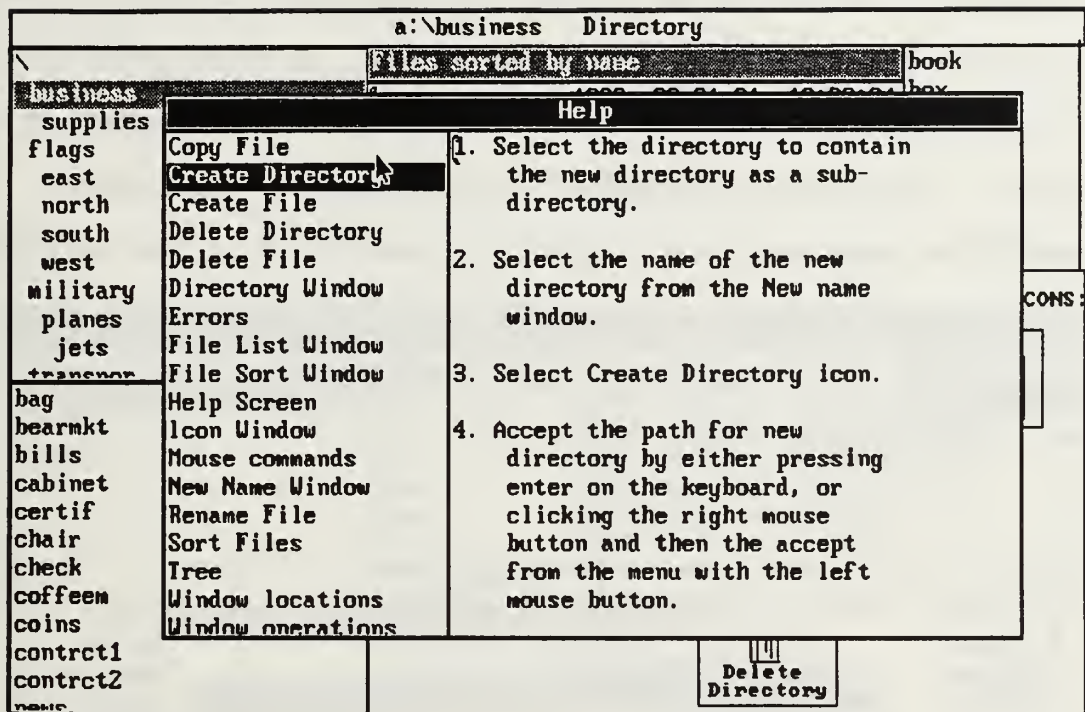 a:\business Directory
\
business
supplies
flags
east
north
south
west
military
planes
jets
Files sorted by name
book
box
Help
Copy File
Create Directory
Create File
Delete Directory
Delete File
Directory Window
Errors
File List Window
File Sort Window
Help Screen
Icon Window
Mouse commands
New Name Window
Rename File
Sort Files
Tree
Window locations
Window operations
1. Select the directory to contain
the new directory as a sub-
directory.
2. Select the name of the new
directory from the New name
window.
3. Select Create Directory icon.
4. Accept the path for new
directory by either pressing
enter on the keyboard, or
clicking the right mouse
button and then the accept
from the menu with the left
mouse button.
CONS:
bag
bearmkt
bills
cabinet
certif
chair
check
coffeem
coins
contrct1
contrct2
Delete
Directory